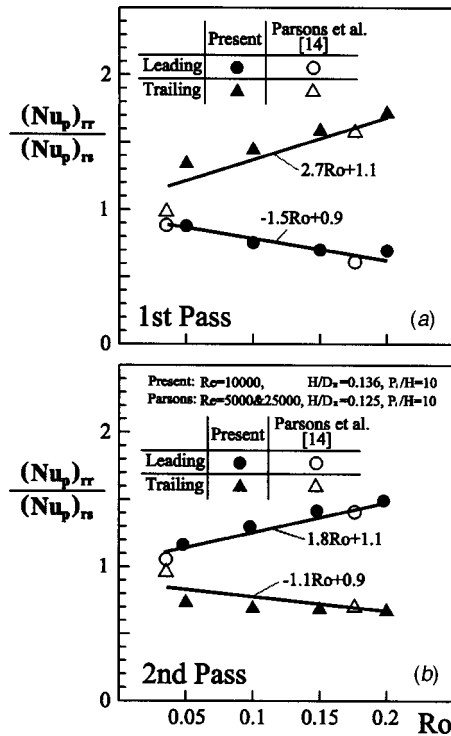 Present Parsons et al. [14]
Leading
Trailing
2
(Nu_p)_rr
(Nu_p)_rs
2.7Ro+1.1
1
-1.5Ro+0.9
0
1st Pass
(a)
Present: Re=10000, H/D_e=0.136, P_i/H=10
Parsons: Re=5000&25000, H/D_e=0.125, P_i/H=10
Present Parsons et al. [14]
Leading
Trailing
2
(Nu_p)_rr
(Nu_p)_rs
1.8Ro+1.1
1
-1.1Ro+0.9
0
2nd Pass
(b)
0.05 0.1 0.15 0.2 Ro